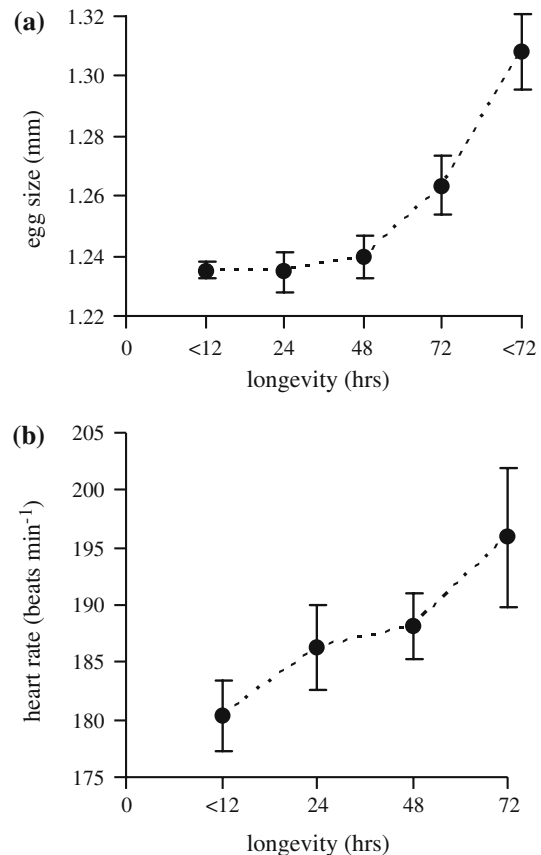 (a)
1.32
1.30
1.28
1.26
1.24
1.22
egg size (mm)
0 <12 24 48 72 <72
longevity (hrs)
(b)
205
200
195
190
185
180
175
heart rate (beats min-1)
0 <12 24 48 72
longevity (hrs)